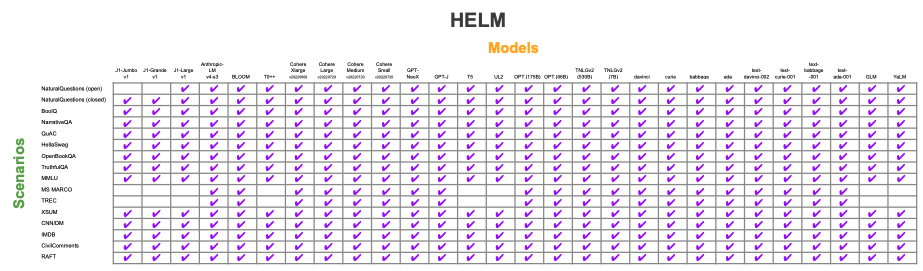 HELM
Models
J1-Jumbo v1
J1-Grande v1
J1-Large v1
Anthropic-LM v4-s3
BLOOM
T0++
Cohere Xlarge v20220609
Cohere Large v20220720
Cohere Medium v20220720
Cohere Small v20220720
GPT-NeoX
GPT-J
T5
UL2
OPT (175B)
OPT (66B)
TNLGv2 (530B)
TNLGv2 (7B)
davinci
curie
babbage
ada
text-davinci-002
text-curie-001
text-babbage-001
text-ada-001
GLM
YaLM
Scenarios
NaturalQuestions (open)
NaturalQuestions (closed)
BoolQ
NarrativeQA
QuAC
HellaSwag
OpenBookQA
TruthfulQA
MMLU
MS MARCO
TREC
XSUM
CNN/DM
IMDB
CivilComments
RAFT